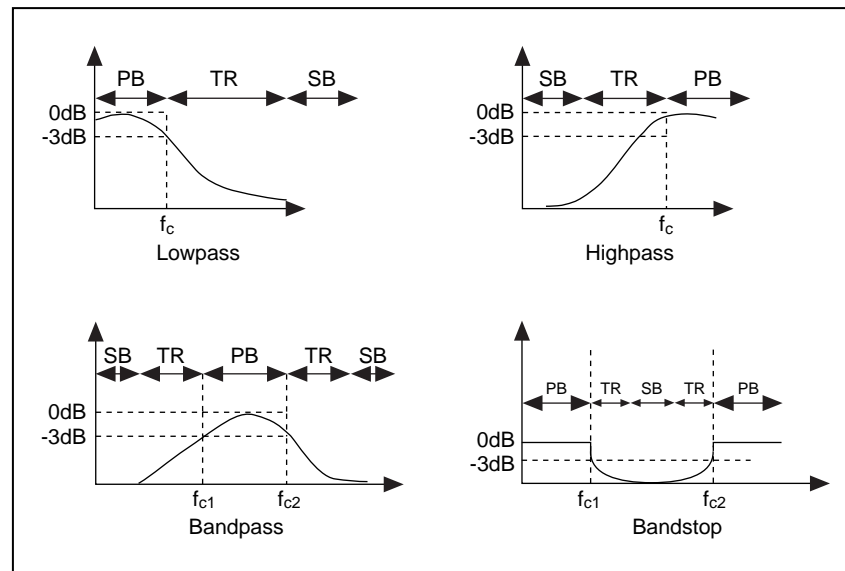 PB TR SB
0dB
-3dB
fc
Lowpass
SB TR PB
0dB
-3dB
fc
Highpass
SB TR PB TR SB
0dB
-3dB
fc1 fc2
Bandpass
PB TR SB TR PB
0dB
-3dB
fc1 fc2
Bandstop